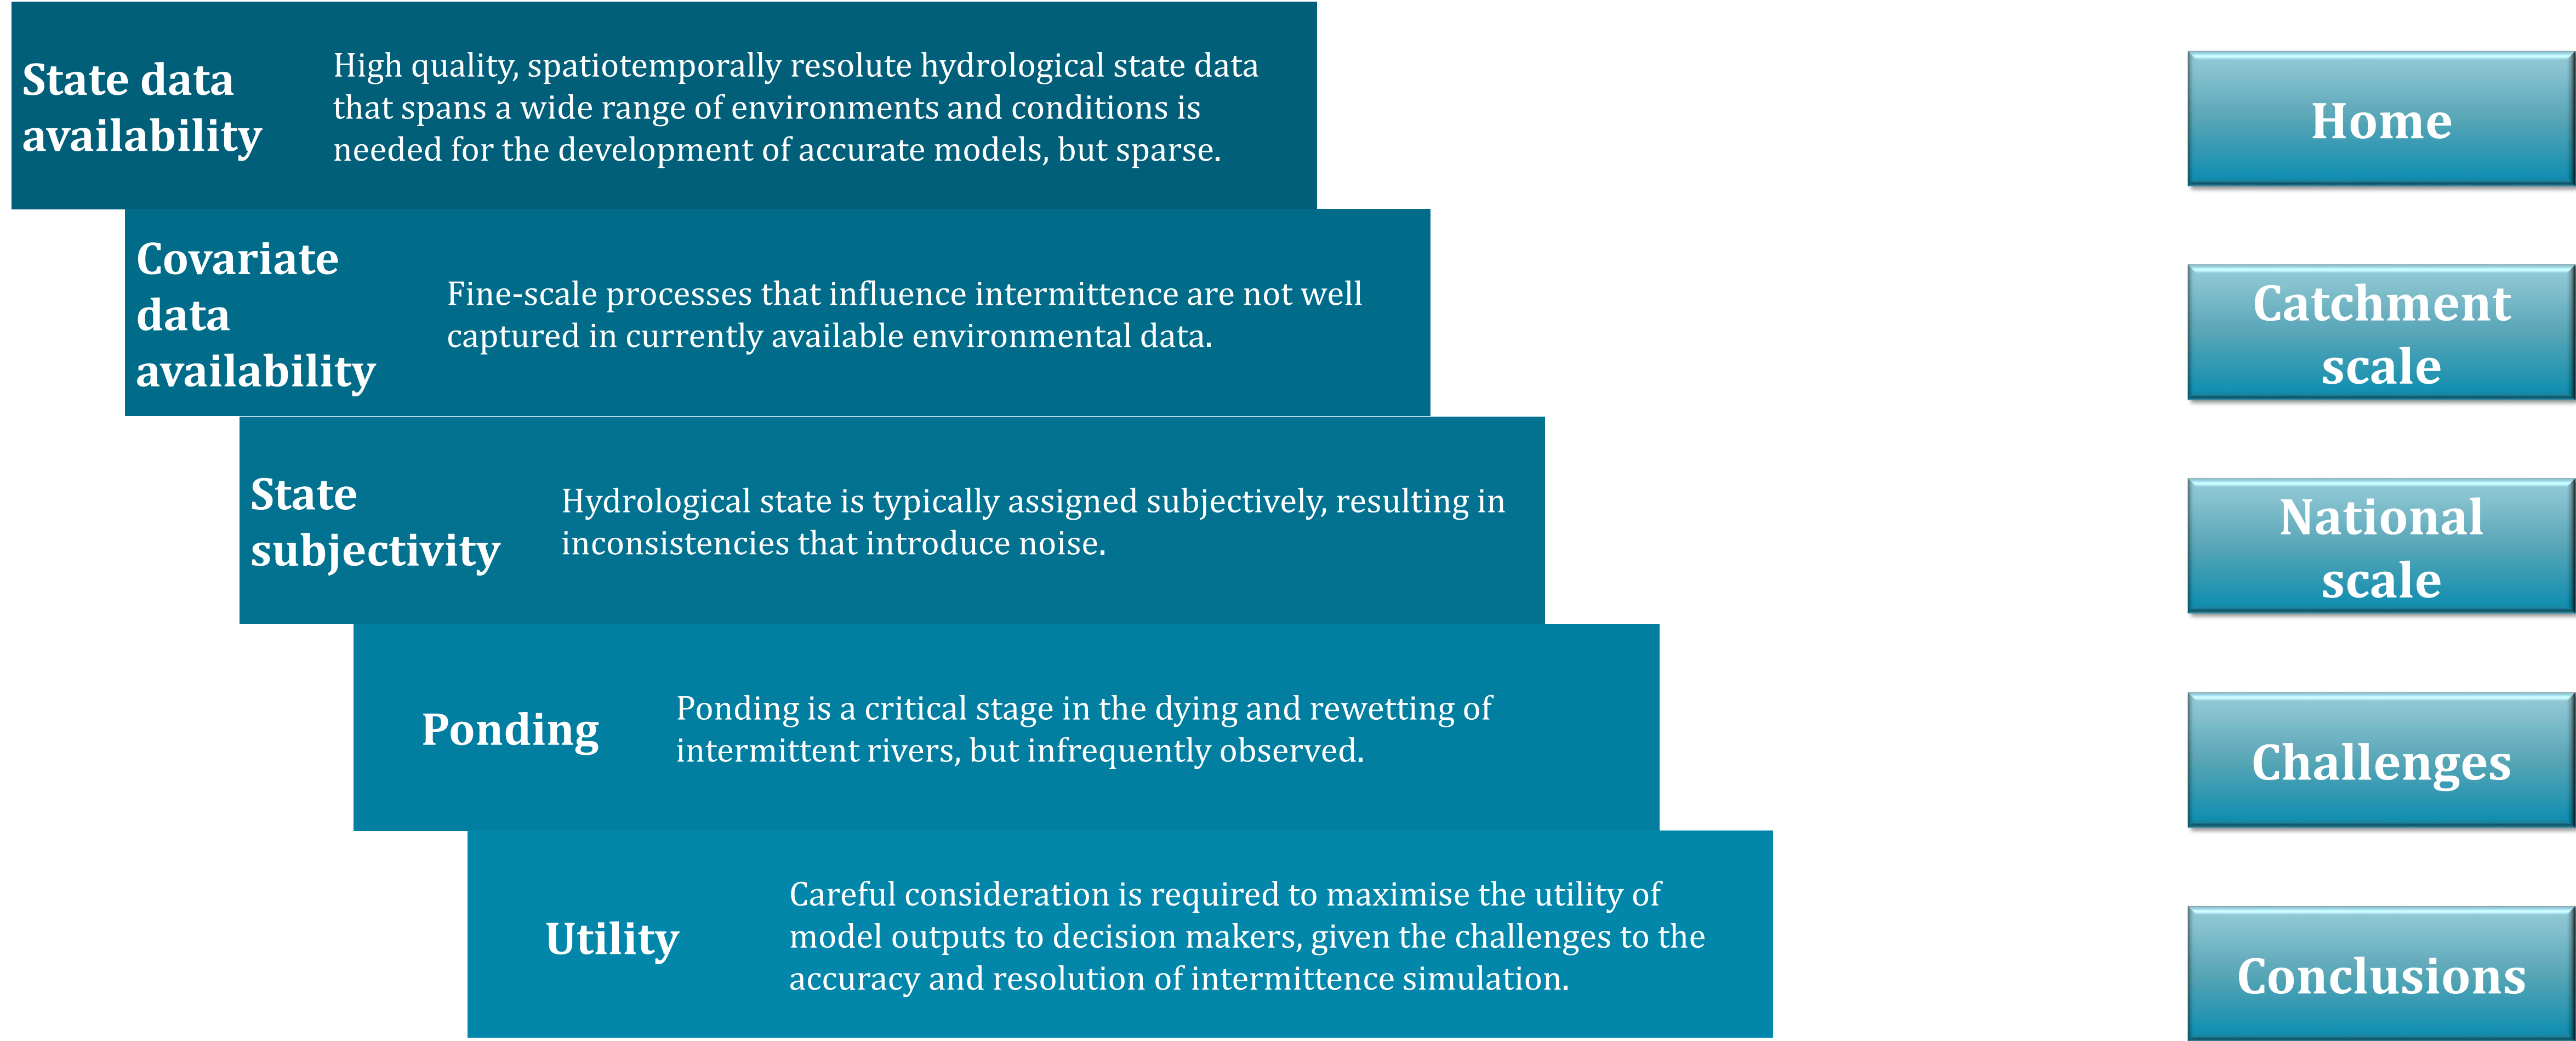 State data
availability
High quality, spatiotemporally resolute hydrological state data
that spans a wide range of environments and conditions is
needed for the development of accurate models, but sparse.
Covariate
data
availability
Fine-scale processes that influence intermittence are not well
captured in currently available environmental data.
State
subjectivity
Hydrological state is typically assigned subjectively, resulting in
inconsistencies that introduce noise.
Ponding
Ponding is a critical stage in the dying and rewetting of
intermittent rivers, but infrequently observed.
Utility
Careful consideration is required to maximise the utility of
model outputs to decision makers, given the challenges to the
accuracy and resolution of intermittence simulation.
Home
Catchment
scale
National
scale
Challenges
Conclusions